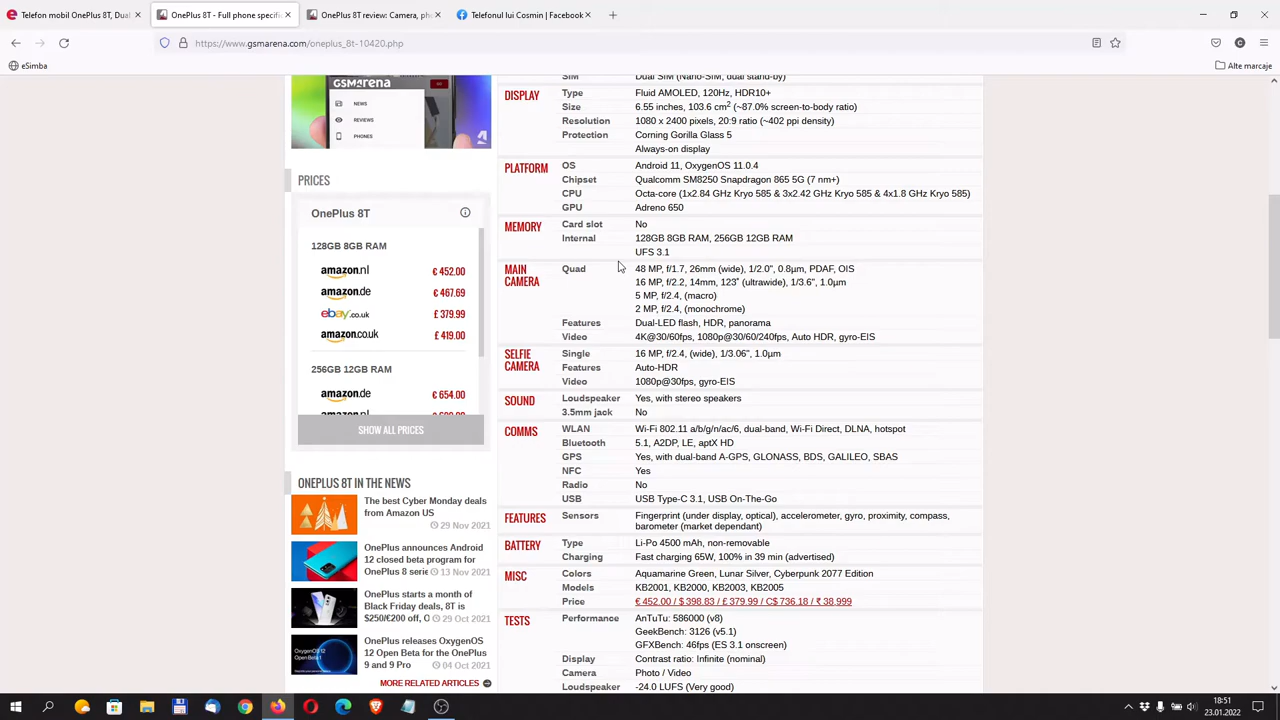 Telefon mobil OnePlus 8T, Dual
OnePlus 8T - Full phone specific
OnePlus 8T review: Camera, ph
Telefonul lui Cosmin | Facebook
https://www.gsmarena.com/oneplus_8t-10420.php
eSimba
Alte marcaje
GSMArena
NEWS
REVIEWS
PHONES
PRICES
OnePlus 8T
128GB 8GB RAM
amazon.nl € 452.00
amazon.de € 467.69
ebay.co.uk £ 379.99
amazon.co.uk £ 419.00
256GB 12GB RAM
amazon.de € 654.00
SHOW ALL PRICES
ONEPLUS 8T IN THE NEWS
The best Cyber Monday deals
from Amazon US
29 Nov 2021
OnePlus announces Android
12 closed beta program for
OnePlus 8 serie
13 Nov 2021
OnePlus starts a month of
Black Friday deals, 8T is
$250/€200 off, C
29 Oct 2021
OnePlus releases OxygenOS
12 Open Beta for the OnePlus
9 and 9 Pro
04 Oct 2021
MORE RELATED ARTICLES
SIM Dual SIM (Nano-SIM, dual stand-by)
DISPLAY Type Fluid AMOLED, 120Hz, HDR10+
Size 6.55 inches, 103.6 cm2 (~87.0% screen-to-body ratio)
Resolution 1080 x 2400 pixels, 20:9 ratio (~402 ppi density)
Protection Corning Gorilla Glass 5
Always-on display
PLATFORM OS Android 11, OxygenOS 11.0.4
Chipset Qualcomm SM8250 Snapdragon 865 5G (7 nm+)
CPU Octa-core (1x2.84 GHz Kryo 585 & 3x2.42 GHz Kryo 585 & 4x1.8 GHz Kryo 585)
GPU Adreno 650
MEMORY Card slot No
Internal 128GB 8GB RAM, 256GB 12GB RAM
UFS 3.1
MAIN CAMERA Quad 48 MP, f/1.7, 26mm (wide), 1/2.0", 0.8µm, PDAF, OIS
16 MP, f/2.2, 14mm, 123˚ (ultrawide), 1/3.6", 1.0µm
5 MP, f/2.4, (macro)
2 MP, f/2.4, (monochrome)
Features Dual-LED flash, HDR, panorama
Video 4K@30/60fps, 1080p@30/60/240fps, Auto HDR, gyro-EIS
SELFIE CAMERA Single 16 MP, f/2.4, (wide), 1/3.06", 1.0µm
Features Auto-HDR
Video 1080p@30fps, gyro-EIS
SOUND Loudspeaker Yes, with stereo speakers
3.5mm jack No
COMMS WLAN Wi-Fi 802.11 a/b/g/n/ac/6, dual-band, Wi-Fi Direct, DLNA, hotspot
Bluetooth 5.1, A2DP, LE, aptX HD
GPS Yes, with dual-band A-GPS, GLONASS, BDS, GALILEO, SBAS
NFC Yes
Radio No
USB USB Type-C 3.1, USB On-The-Go
FEATURES Sensors Fingerprint (under display, optical), accelerometer, gyro, proximity, compass,
barometer (market dependant)
BATTERY Type Li-Po 4500 mAh, non-removable
Charging Fast charging 65W, 100% in 39 min (advertised)
MISC Colors Aquamarine Green, Lunar Silver, Cyberpunk 2077 Edition
Models KB2001, KB2000, KB2003, KB2005
Price € 452.00 / $ 398.83 / £ 379.99 / C$ 736.18 / ₹ 38,999
TESTS Performance AnTuTu: 586000 (v8)
GeekBench: 3126 (v5.1)
GFXBench: 46fps (ES 3.1 onscreen)
Display Contrast ratio: Infinite (nominal)
Camera Photo / Video
Loudspeaker -24.0 LUFS (Very good)
18:51
23.01.2022